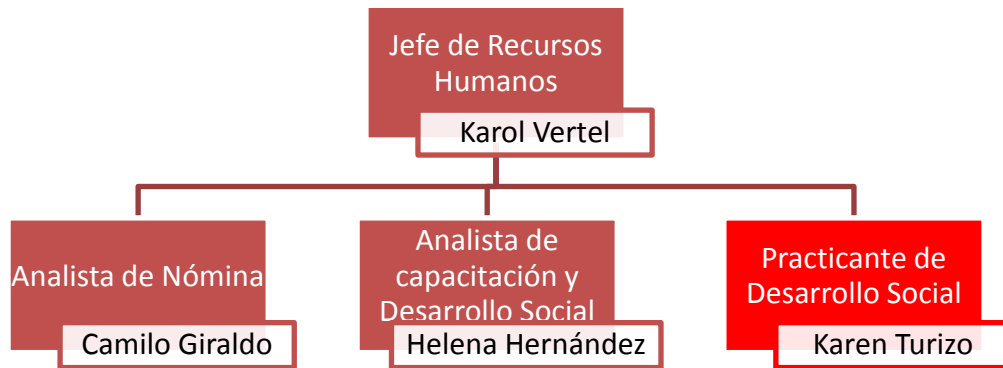 Jefe de Recursos
Humanos
Karol Vertel
Analista de Nómina
Camilo Giraldo
Analista de
capacitación y
Desarrollo Social
Helena Hernández
Practicante de
Desarrollo Social
Karen Turizo